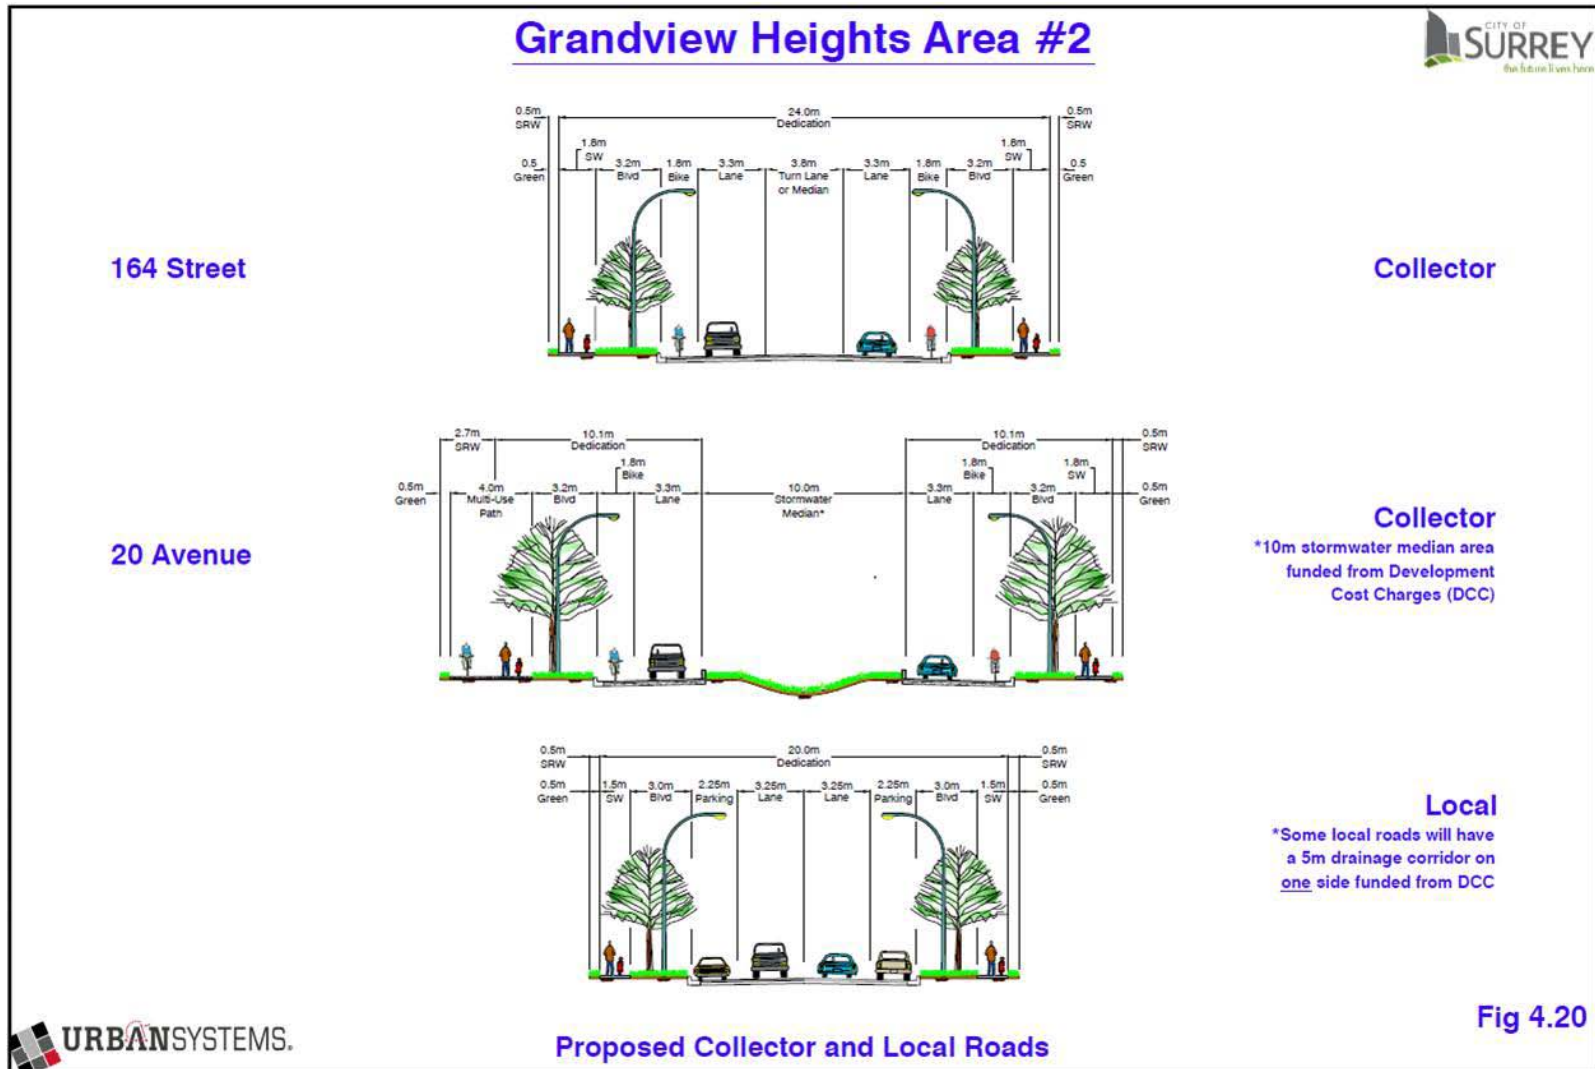 Grandview Heights Area #2
CITY OF
SURREY
the future lives here
0.5m
SRW
24.0m
Dedication
0.5m
SRW
0.5
Green
1.8m
SW
3.2m
Blvd
1.8m
Bike
3.3m
Lane
3.8m
Turn Lane
or Median
3.3m
Lane
1.8m
Bike
3.2m
Blvd
1.8m
SW
0.5
Green
164 Street
Collector
2.7m
SRW
10.1m
Dedication
10.1m
Dedication
0.5m
SRW
0.5m
Green
4.0m
Multi-Use
Path
3.2m
Blvd
1.8m
Bike
3.3m
Lane
10.0m
Stormwater
Median*
3.3m
Lane
1.8m
Bike
3.2m
Blvd
1.8m
SW
0.5m
Green
20 Avenue
Collector
*10m stormwater median area
funded from Development
Cost Charges (DCC)
0.5m
SRW
20.0m
Dedication
0.5m
SRW
0.5m
Green
1.5m
SW
3.0m
Blvd
2.25m
Parking
3.25m
Lane
3.25m
Lane
2.25m
Parking
3.0m
Blvd
1.5m
SW
0.5m
Green
Local
*Some local roads will have
a 5m drainage corridor on
one side funded from DCC
URBANSYSTEMS.
Proposed Collector and Local Roads
Fig 4.20